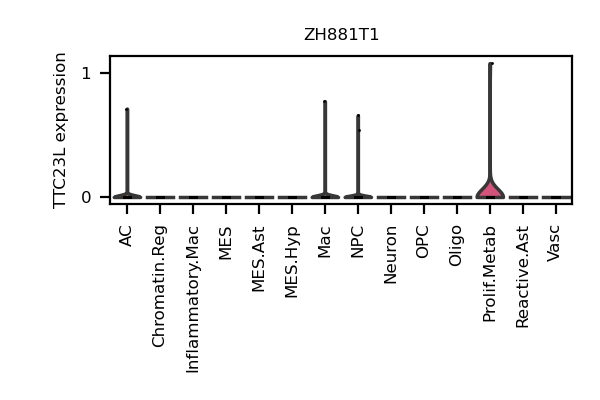 ZH881T1
TTC23L expression
1
0
AC
Chromatin.Reg
Inflammatory.Mac
MES
MES.Ast
MES.Hyp
Mac
NPC
Neuron
OPC
Oligo
Prolif.Metab
Reactive.Ast
Vasc